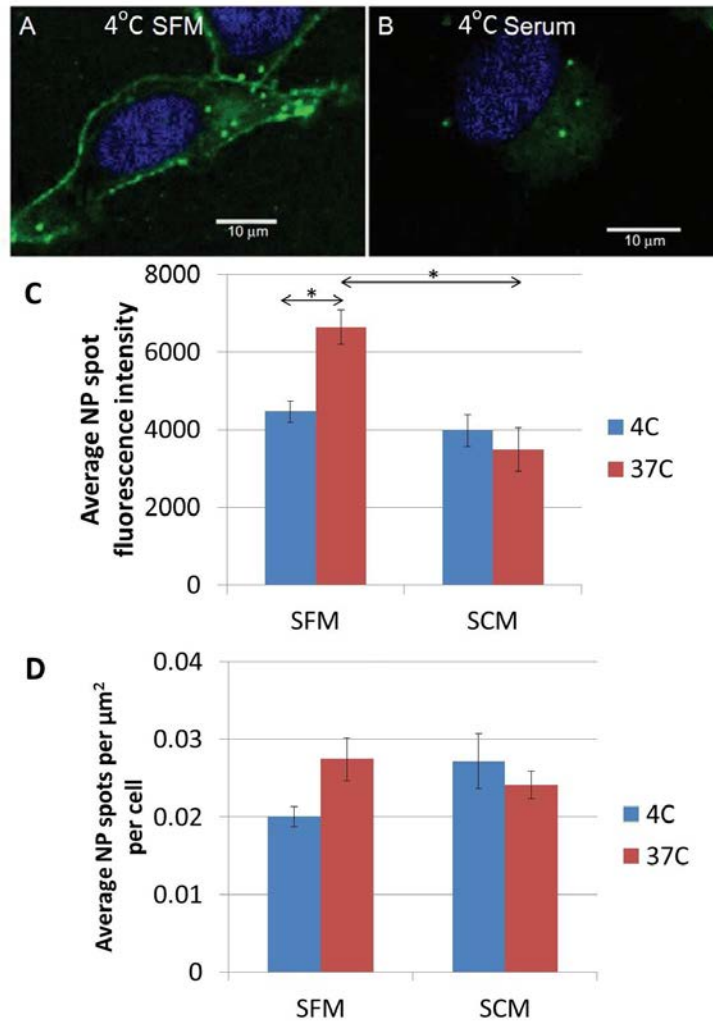 A 4°C SFM
10 µm
B 4°C Serum
10 µm
C
Average NP spot
fluorescence intensity
8000
6000
4000
2000
0
*
*
SFM
SCM
4C
37C
D
Average NP spots per µm²
per cell
0.04
0.03
0.02
0.01
0
SFM
SCM
4C
37C